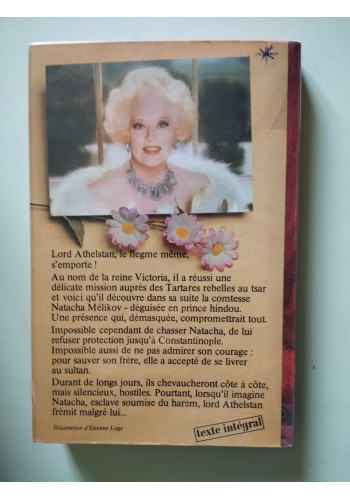 Lord Athelstan, le flegme même,
s'emporte !
Au nom de la reine Victoria, il a réussi une
délicate mission auprès des Tartares rebelles au tsar
et voici qu'il découvre dans sa suite la comtesse
Natacha Mélikov - déguisée en prince hindou.
Une présence qui, démasquée, compromettrait tout.
Impossible cependant de chasser Natacha, de lui
refuser protection jusqu'à Constantinople.
Impossible aussi de ne pas admirer son courage :
pour sauver son frère, elle a accepté de se livrer
au sultan.
Durant de longs jours, ils chevaucheront côte à côte,
mais silencieux, hostiles. Pourtant, lorsqu'il imagine
Natacha, esclave soumise du harem, lord Athelstan
frémit malgré lui...
Illustration d'Etienne Lage
texte intégral